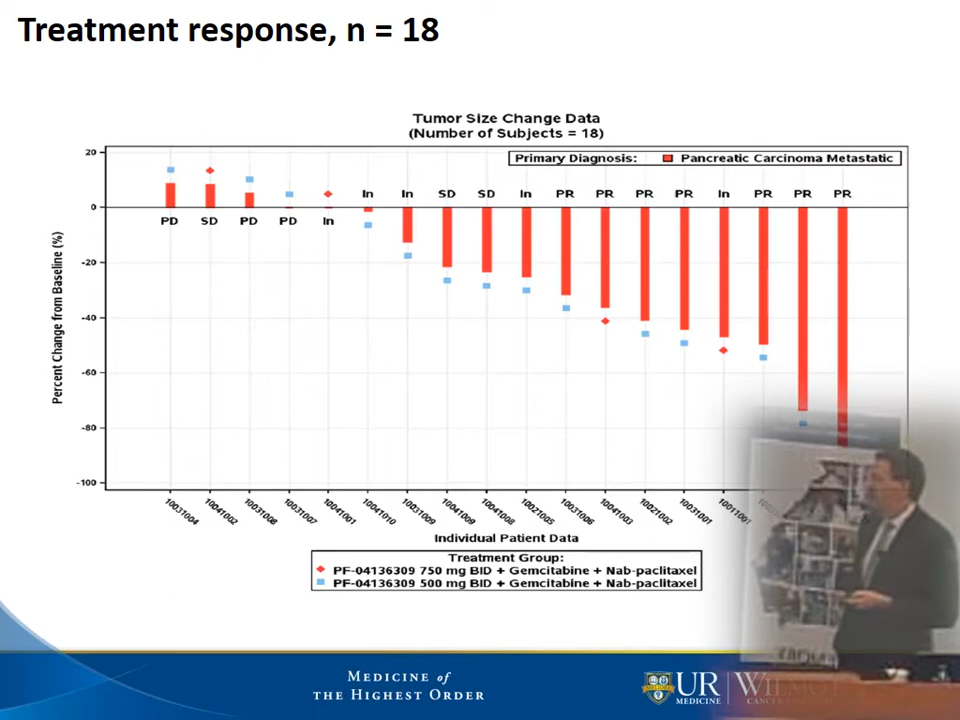 Treatment response, n = 18
Tumor Size Change Data
(Number of Subjects = 18)
Primary Diagnosis: Pancreatic Carcinoma Metastatic
20
0
-20
-40
-60
-80
-100
Percent Change from Baseline (%)
In In SD SD In PR PR PR PR In PR PR PR
PD SD PD PD In
10031004 10041002 10031008 10031007 10041001 10041010 10031009 10041009 10041008 10021005 10031006 10041003 10021002 10031001 10011001
Individual Patient Data
Treatment Group:
PF-04136309 750 mg BID + Gemcitabine + Nab-paclitaxel
PF-04136309 500 mg BID + Gemcitabine + Nab-paclitaxel
MEDICINE of
THE HIGHEST ORDER
UR
MEDICINE